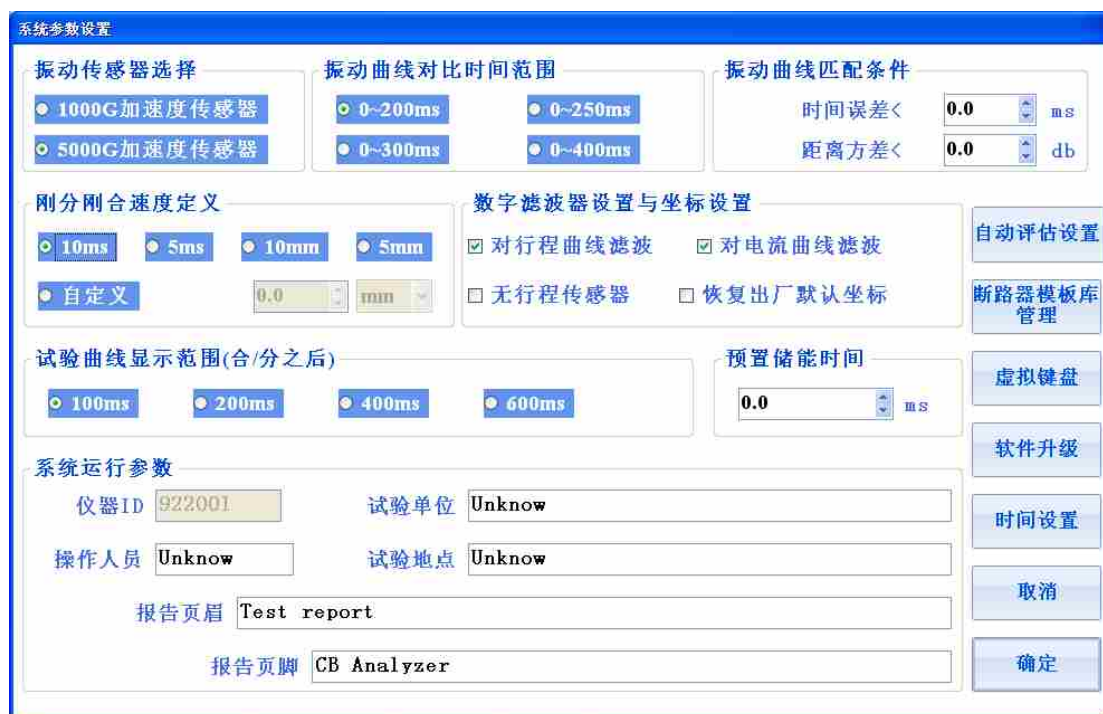 系统参数设置
振动传感器选择
1000G加速度传感器
5000G加速度传感器
振动曲线对比时间范围
0~200ms 0~250ms
0~300ms 0~400ms
振动曲线匹配条件
时间误差< 0.0 ms
距离方差< 0.0 db
刚分刚合速度定义
10ms 5ms 10mm 5mm
自定义 0.0 mm
数字滤波器设置与坐标设置
对行程曲线滤波 对电流曲线滤波
无行程传感器 恢复出厂默认坐标
试验曲线显示范围(合/分之后)
100ms 200ms 400ms 600ms
预置储能时间
0.0 ms
系统运行参数
仪器ID 922001 试验单位 Unknow
操作人员 Unknow 试验地点 Unknow
报告页眉 Test report
报告页脚 CB Analyzer
自动评估设置
断路器模板库
管理
虚拟键盘
软件升级
时间设置
取消
确定